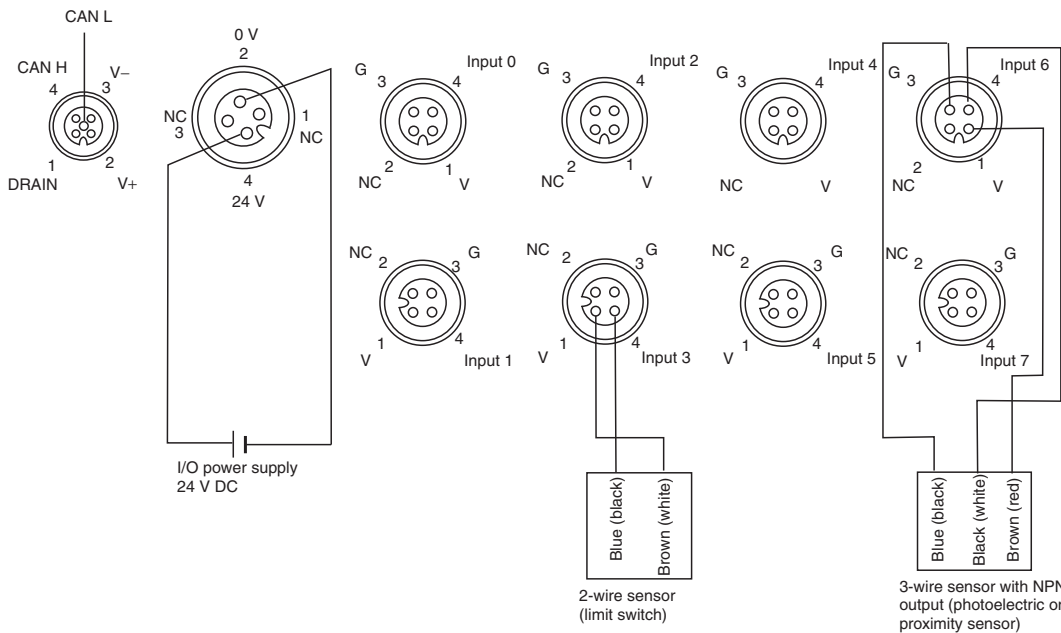 CAN L
CAN H
V–
4
3
1
2
DRAIN
V+
0 V
2
NC
3
1
NC
4
24 V
G
3
4
Input 0
NC
2
1
V
G
3
4
Input 2
NC
2
1
V
G
3
4
Input 4
NC
V
G
3
4
Input 6
NC
2
1
V
NC
2
3
G
V
1
4
Input 1
NC
2
3
G
V
1
4
Input 3
NC
2
3
G
V
1
4
Input 5
NC
2
3
G
V
1
4
Input 7
I/O power supply
24 V DC
Blue (black)
Brown (white)
2-wire sensor
(limit switch)
Blue (black)
Black (white)
Brown (red)
3-wire sensor with NPN
output (photoelectric or
proximity sensor)